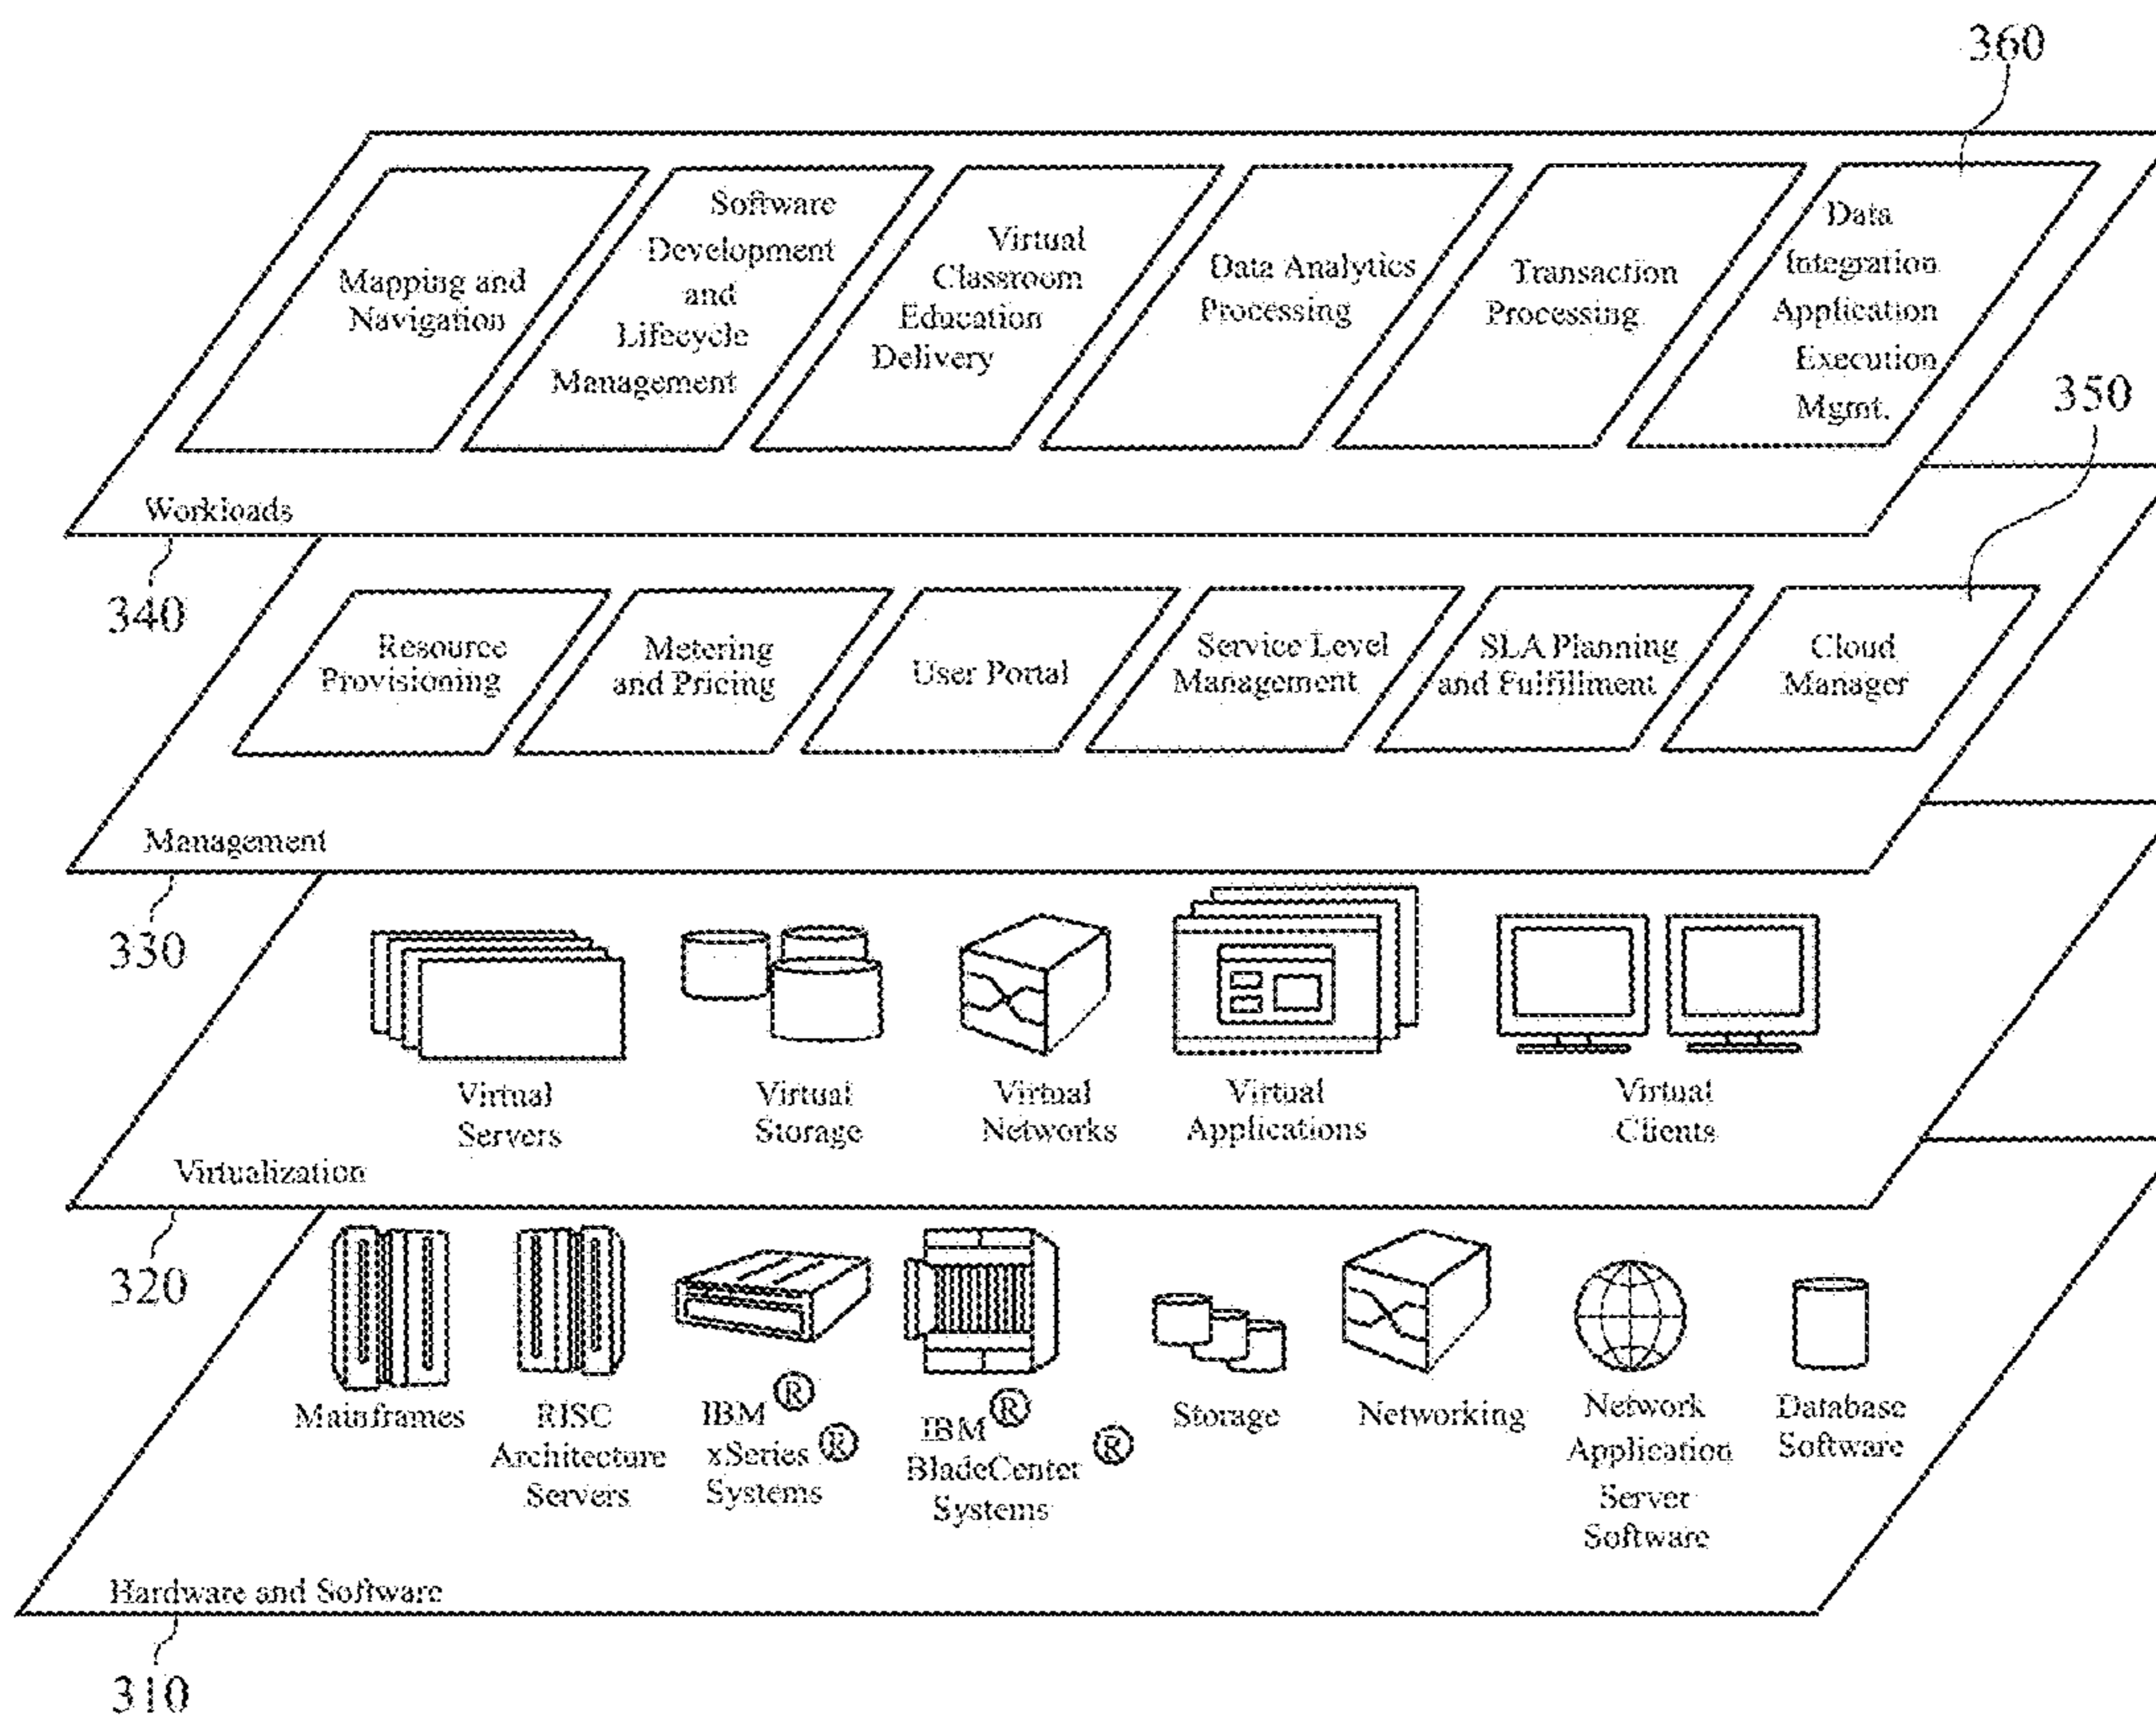 360
Mapping and
Navigation
Software
Development
and
Lifecycle
Management
Virtual
Classroom
Education
Delivery
Data Analytics
Processing
Transaction
Processing
Data
Integration
Application
Execution
Mgmt.
350
Workloads
340
Resource
Provisioning
Metering
and Pricing
User Portal
Service Level
Management
SLA Planning
and Fulfillment
Cloud
Manager
Management
330
Virtual
Servers
Virtual
Storage
Virtual
Networks
Virtual
Applications
Virtual
Clients
Virtualization
320
Mainframes
RISC
Architecture
Servers
IBM ®
xSeries ®
Systems
IBM ®
BladeCenter ®
Systems
Storage
Networking
Network
Application
Server
Software
Database
Software
Hardware and Software
310